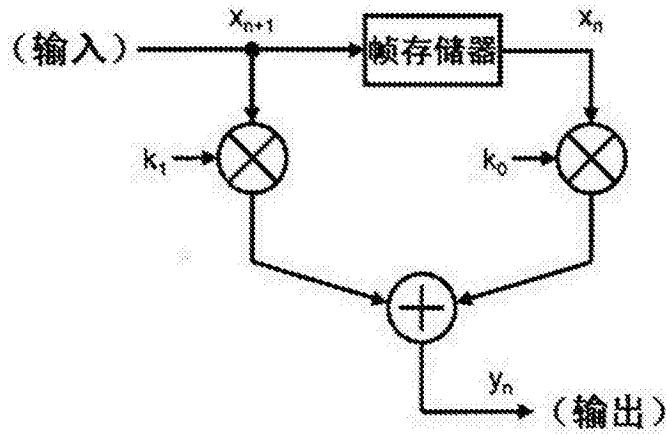 x_{n+1}
x_n
（输入）
帧存储器
k_1
k_0
y_n
（输出）